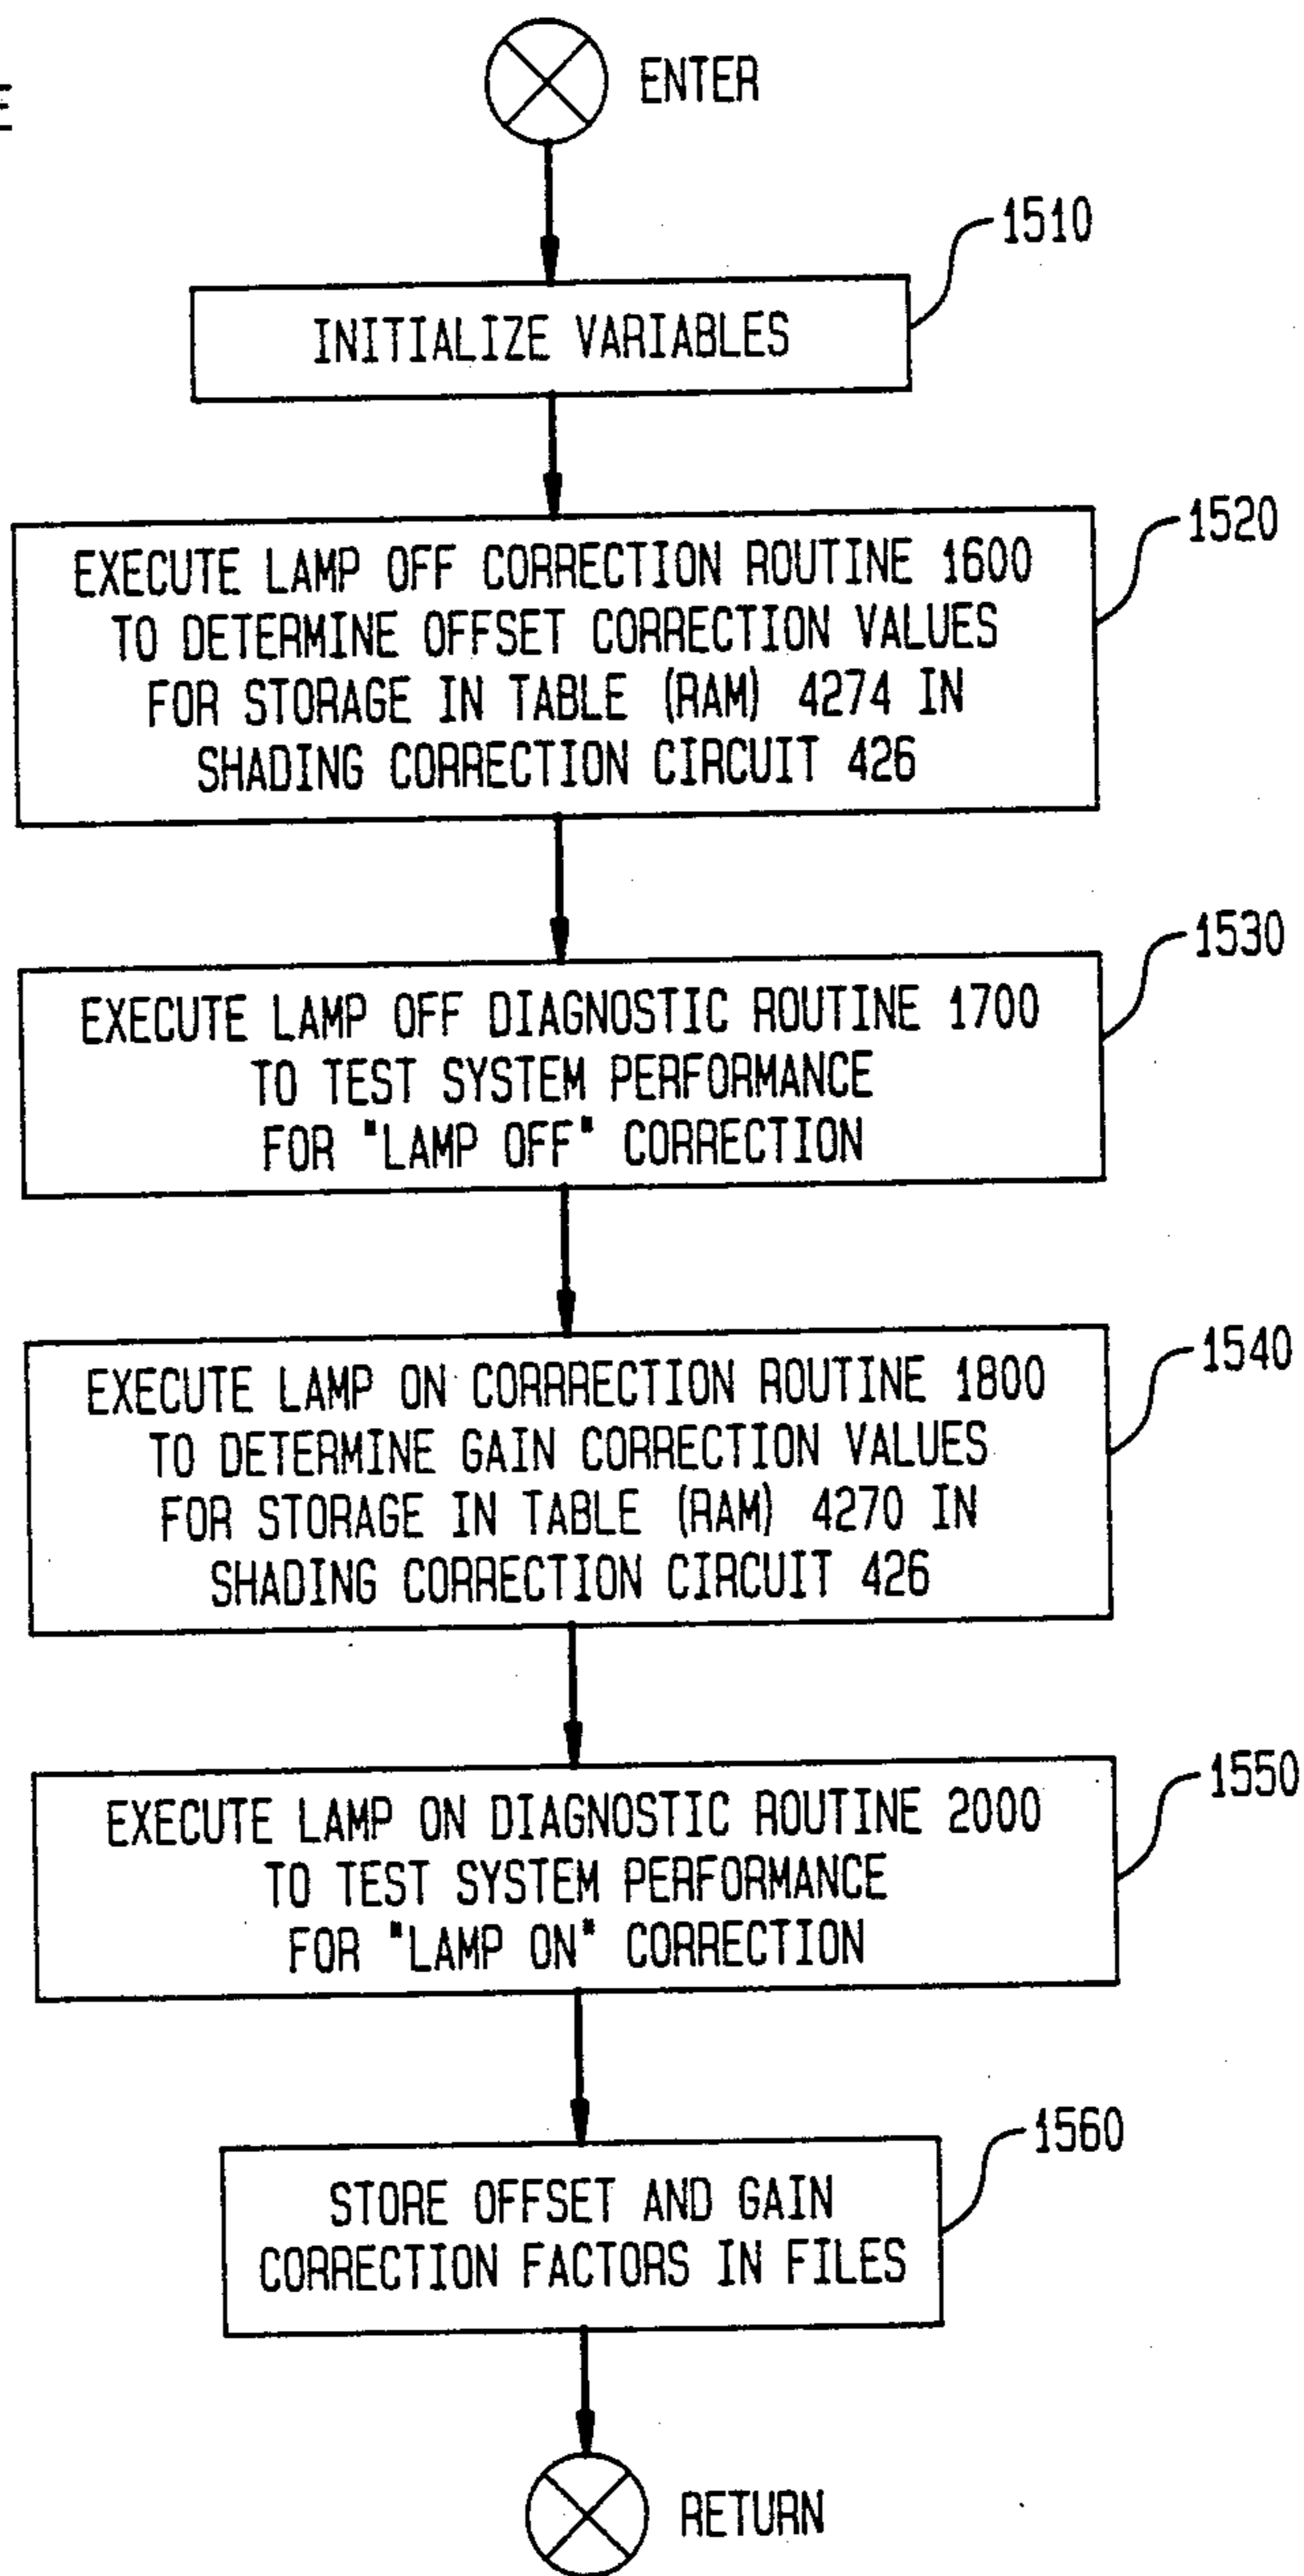 E
ENTER
1510
INITIALIZE VARIABLES
1520
EXECUTE LAMP OFF CORRECTION ROUTINE 1600
TO DETERMINE OFFSET CORRECTION VALUES
FOR STORAGE IN TABLE (RAM) 4274 IN
SHADING CORRECTION CIRCUIT 426
1530
EXECUTE LAMP OFF DIAGNOSTIC ROUTINE 1700
TO TEST SYSTEM PERFORMANCE
FOR "LAMP OFF" CORRECTION
1540
EXECUTE LAMP ON CORRRECTION ROUTINE 1800
TO DETERMINE GAIN CORRECTION VALUES
FOR STORAGE IN TABLE (RAM) 4270 IN
SHADING CORRECTION CIRCUIT 426
1550
EXECUTE LAMP ON DIAGNOSTIC ROUTINE 2000
TO TEST SYSTEM PERFORMANCE
FOR "LAMP ON" CORRECTION
1560
STORE OFFSET AND GAIN
CORRECTION FACTORS IN FILES
RETURN